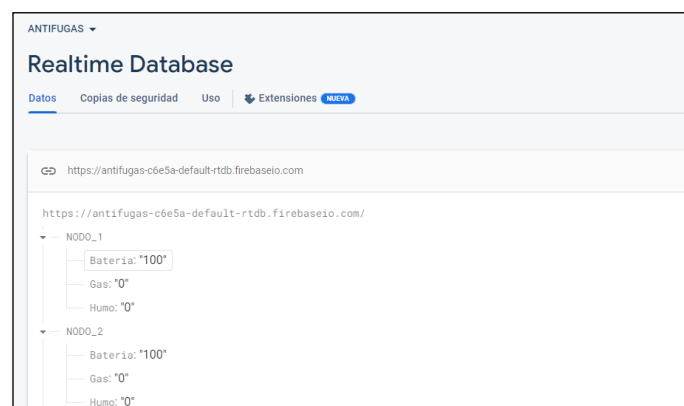 ANTIFUGAS
Realtime Database
Datos Copias de seguridad Uso Extensiones NUEVA
https://antifugas-c6e5a-default-rtdb.firebaseio.com
https://antifugas-c6e5a-default-rtdb.firebaseio.com/
NODO_1
Bateria: "100"
Gas: "0"
Humo: "0"
NODO_2
Bateria: "100"
Gas: "0"
Humo: "0"